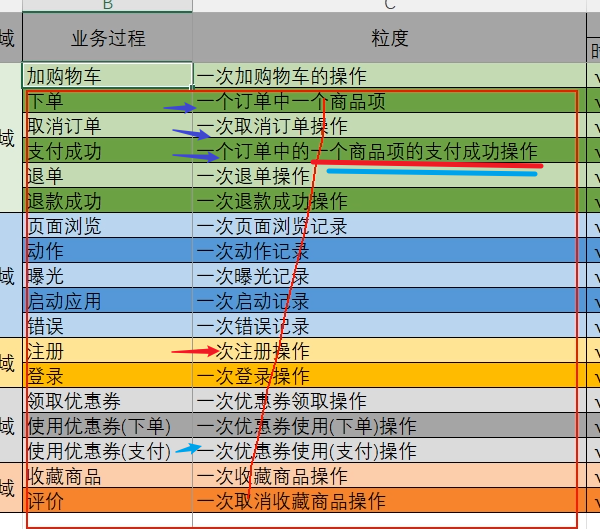 B C
域 业务过程 粒度
加购物车 一次加购物车的操作
下单 一个订单中一个商品项
域 取消订单 一次取消订单操作
支付成功 一个订单中的一个商品项的支付成功操作
退单 一次退单操作
退款成功 一次退款成功操作
页面浏览 一次页面浏览记录
动作 一次动作记录
域 曝光 一次曝光记录
启动应用 一次启动记录
错误 一次错误记录
域 注册 一次注册操作
登录 一次登录操作
领取优惠券 一次优惠券领取操作
域 使用优惠券(下单) 一次优惠券使用(下单)操作
使用优惠券(支付) 一次优惠券使用(支付)操作
域 收藏商品 一次收藏商品操作
评价 一次取消收藏商品操作